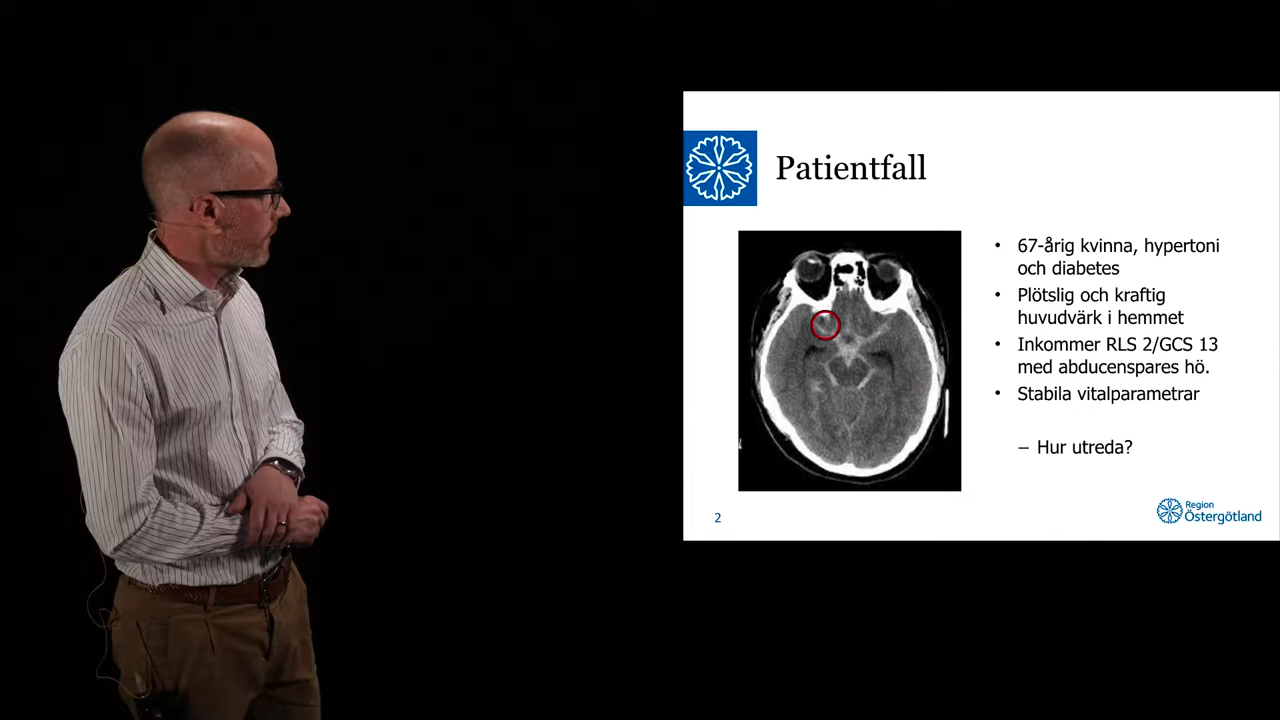 Patientfall
• 67-årig kvinna, hypertoni
och diabetes
• Plötslig och kraftig
huvudvärk i hemmet
• Inkommer RLS 2/GCS 13
med abducenspares hö.
• Stabila vitalparametrar
– Hur utreda?
2
Region
Östergötland